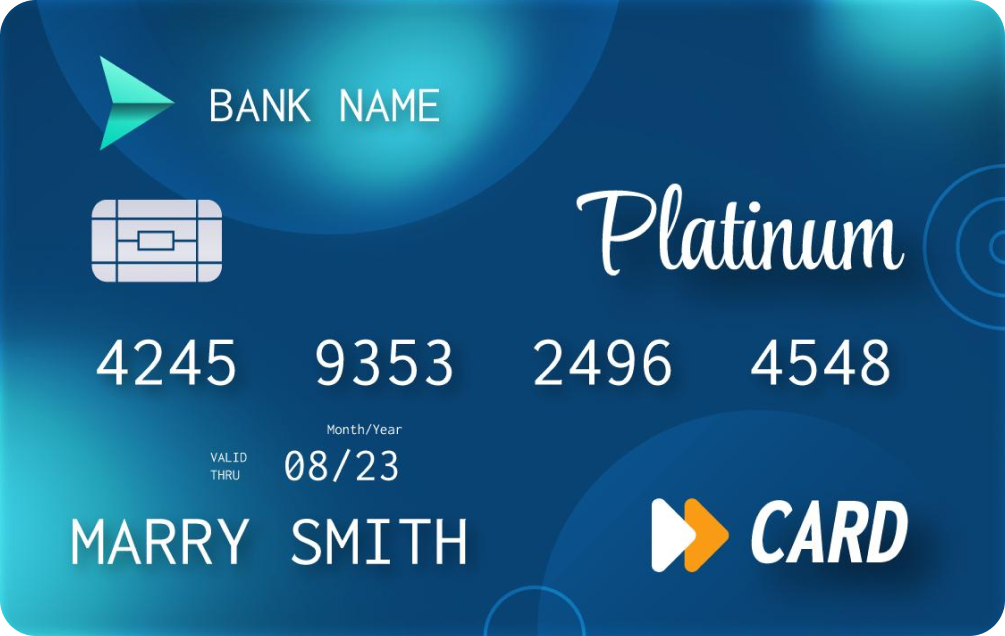 BANK NAME
Platinum
4245 9353 2496 4548
Month/Year
VALID
THRU
08/23
MARRY SMITH
CARD